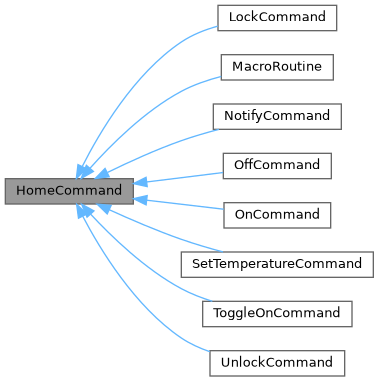 LockCommand
MacroRoutine
NotifyCommand
OffCommand
HomeCommand
OnCommand
SetTemperatureCommand
ToggleOnCommand
UnlockCommand